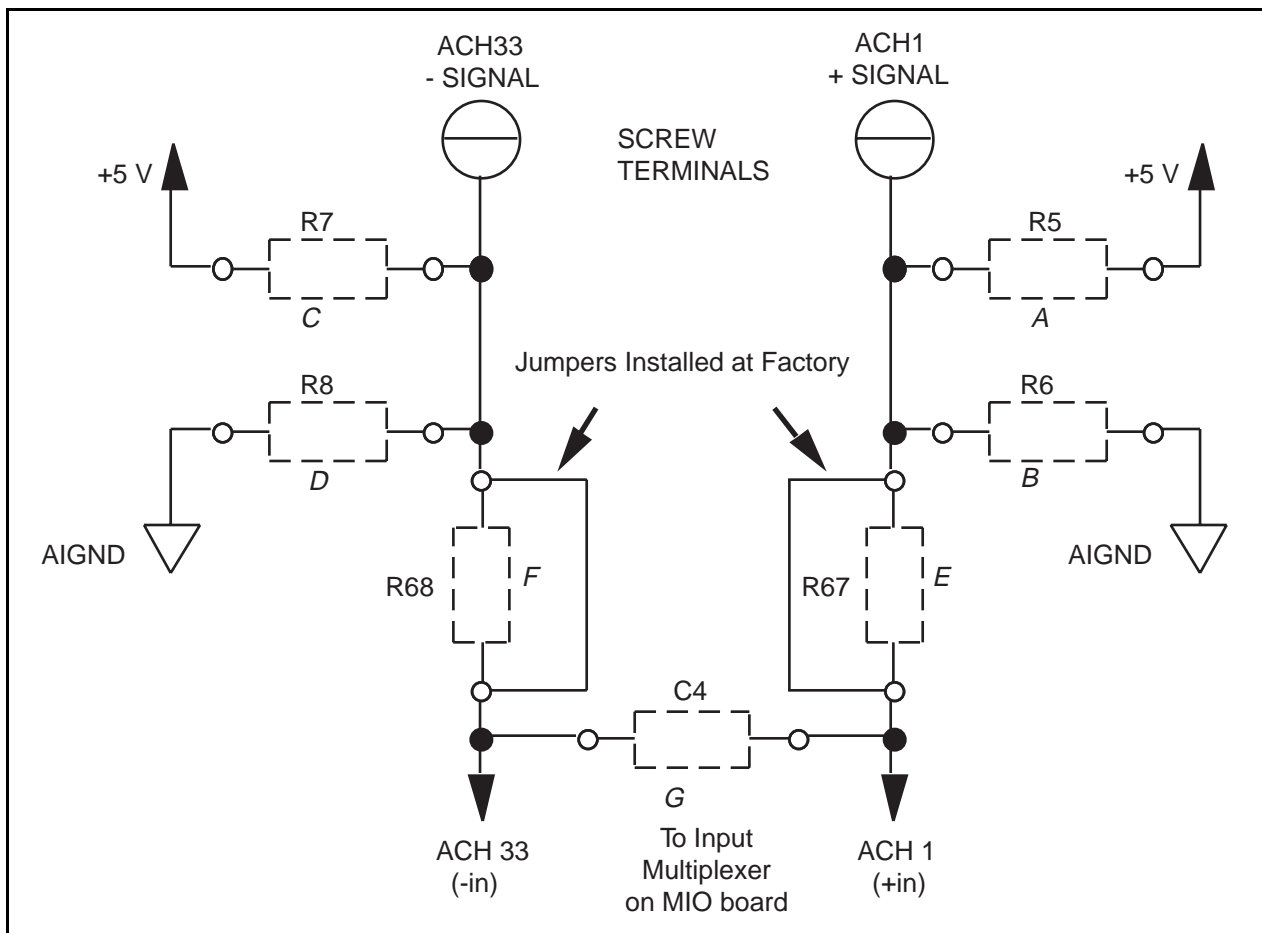 ACH33
- SIGNAL
ACH1
+ SIGNAL
SCREW
TERMINALS
+5 V
+5 V
R7
R5
C
A
Jumpers Installed at Factory
R8
R6
D
B
AIGND
AIGND
R68
F
R67
E
C4
G
To Input
Multiplexer
on MIO board
ACH 33
(-in)
ACH 1
(+in)